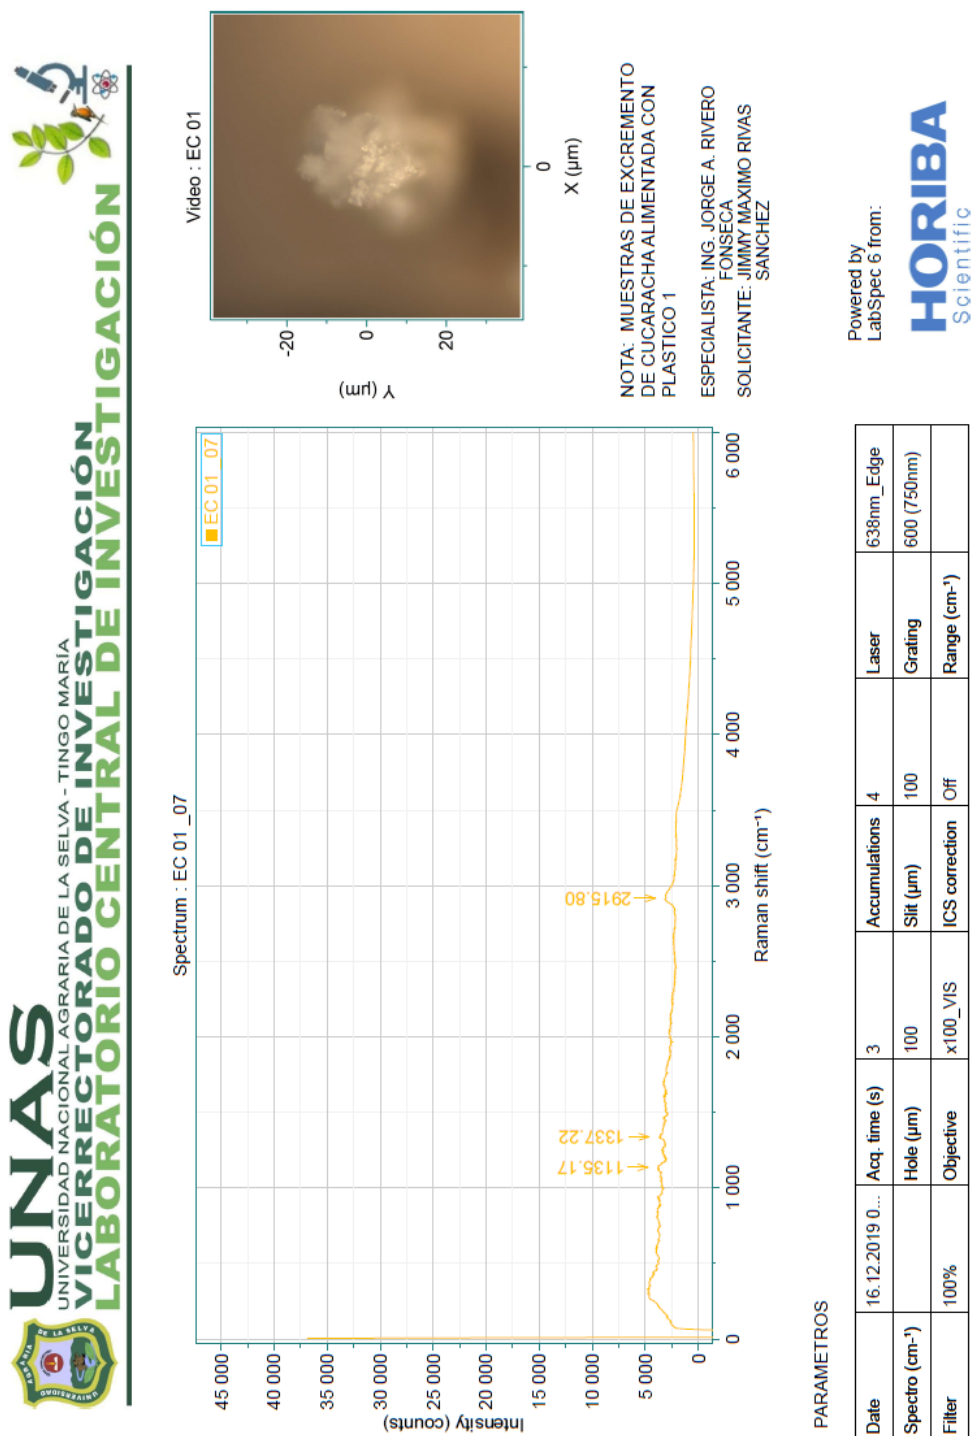 UNAS
UNIVERSIDAD NACIONAL AGRARIA DE LA SELVA - TINGO MARÍA
VICERRECTORADO DE INVESTIGACIÓN
LABORATORIO CENTRAL DE INVESTIGACIÓN
Spectrum : EC 01 _07
EC 01 _07
45 000
40 000
35 000
30 000
25 000
20 000
15 000
10 000
5 000
0
Intensity (counts)
1135.17
1337.22
2915.80
0
1 000
2 000
3 000
4 000
5 000
6 000
Raman shift (cm⁻¹)
Video : EC 01
-20
0
20
Y (µm)
0
X (µm)
NOTA: MUESTRAS DE EXCREMENTO
DE CUCARACHA ALIMENTADA CON
PLASTICO 1
ESPECIALISTA: ING. JORGE A. RIVERO
FONSECA
SOLICITANTE: JIMMY MAXIMO RIVAS
SANCHEZ
PARAMETROS
Date 16.12.2019 0... Acq. time (s) 3 Accumulations 4 Laser 638nm_Edge
Spectro (cm⁻¹) Hole (µm) 100 Slit (µm) 100 Grating 600 (750nm)
Filter 100% Objective x100_VIS ICS correction Off Range (cm⁻¹)
Powered by
LabSpec 6 from:
HORIBA
Scientific